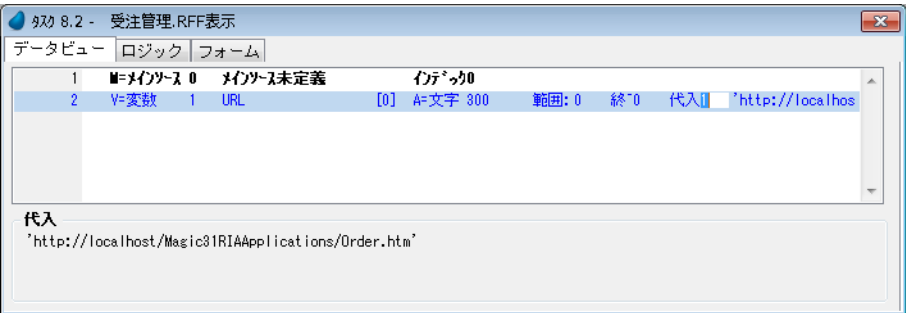 ﾀｽｸ 8.2 - 受注管理.RFF表示
データビュー ロジック フォーム
1 M=ﾒｲﾝｿｰｽ 0 ﾒｲﾝｿｰｽ未定義 ｲﾝﾃﾞｯｸ0
2 V=変数 1 URL [0] A=文字 300 範囲: 0 終~0 代入1 'http://localhos
代入
'http://localhost/Magic31RIAApplications/Order.htm'